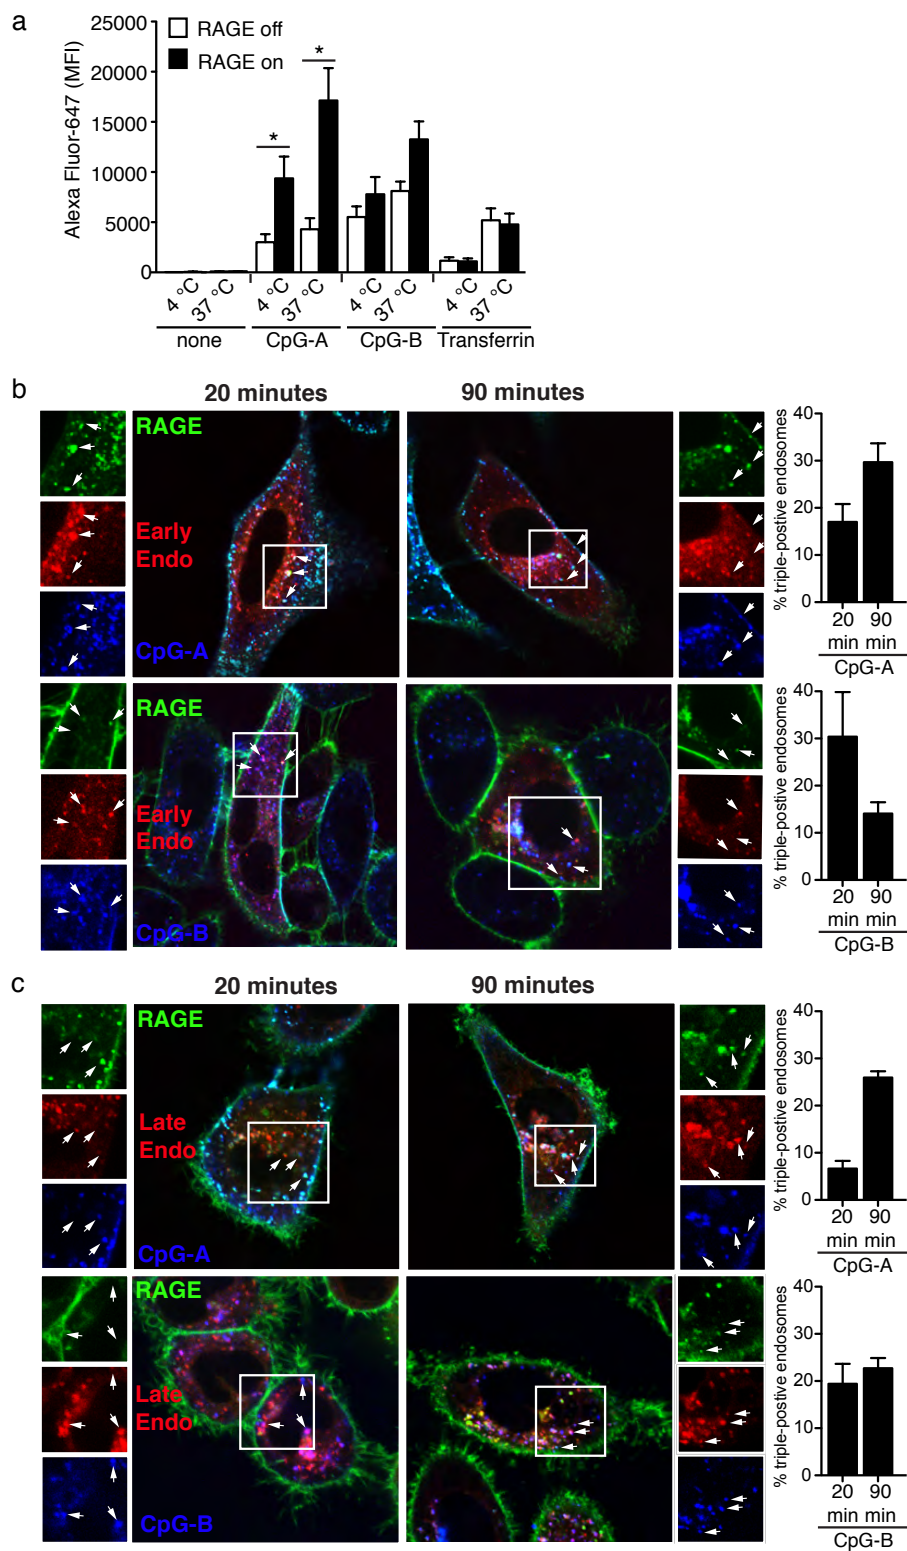 a
Alexa Fluor-647 (MFI)
25000
20000
15000
10000
5000
0
RAGE off
RAGE on
*
*
4 °C
37 °C
4 °C
37 °C
4 °C
37 °C
4 °C
37 °C
none
CpG-A
CpG-B
Transferrin
b
20 minutes
90 minutes
RAGE
Early
Endo
CpG-A
% triple-postive endosomes
40
30
20
10
0
20
min
90
min
CpG-A
RAGE
Early
Endo
CpG-B
% triple-postive endosomes
40
30
20
10
0
20
min
90
min
CpG-B
c
20 minutes
90 minutes
RAGE
Late
Endo
CpG-A
% triple-postive endosomes
40
30
20
10
0
20
min
90
min
CpG-A
RAGE
Late
Endo
CpG-B
% triple-postive endosomes
40
30
20
10
0
20
min
90
min
CpG-B